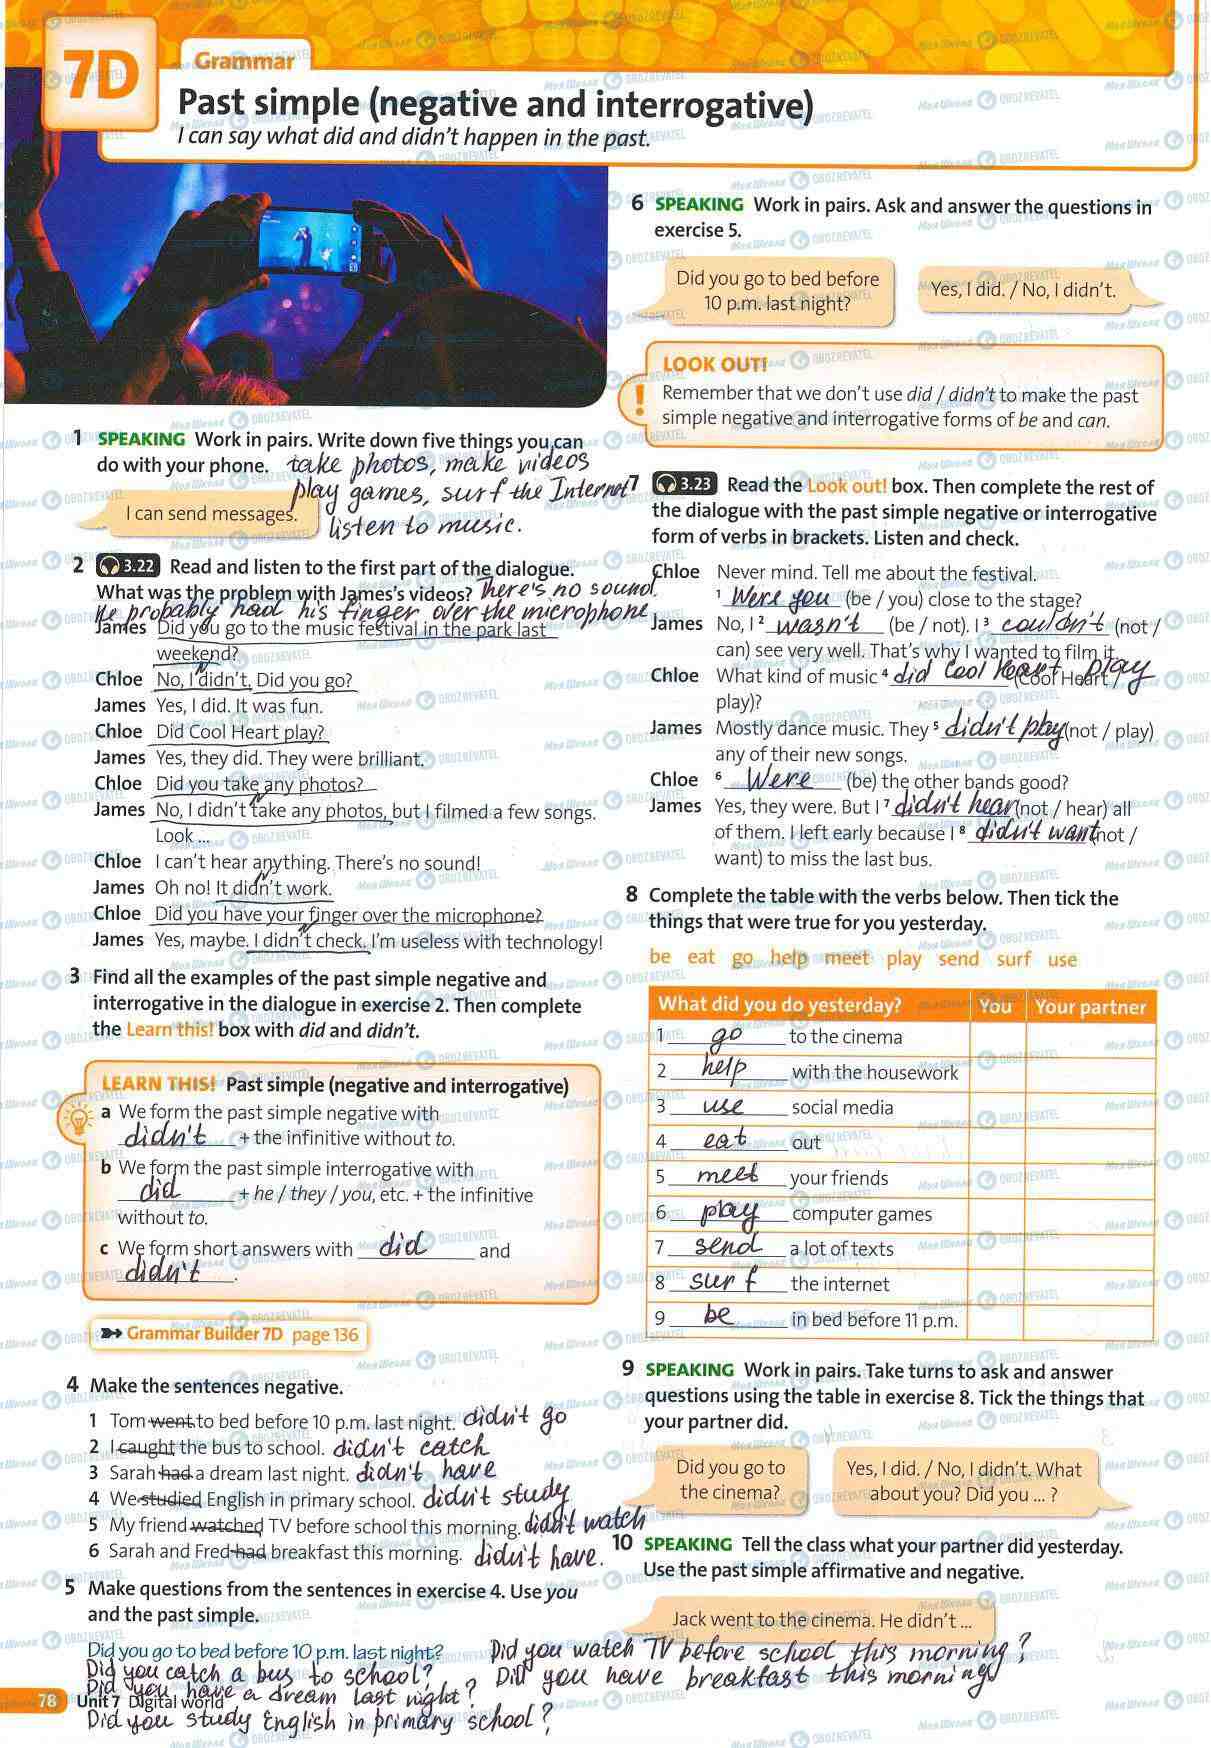 7D
Grammar
Past simple (negative and interrogative)
I can say what did and didn't happen in the past.
1 SPEAKING Work in pairs. Write down five things you can
do with your phone. take photos, make videos
play games, surf the Internet
I can send messages.
listen to music.
2 3.22 Read and listen to the first part of the dialogue.
What was the problem with James's videos? There's no sound.
He probably had his finger over the microphone
James Did you go to the music festival in the park last
weekend?
Chloe No, I didn't. Did you go?
James Yes, I did. It was fun.
Chloe Did Cool Heart play?
James Yes, they did. They were brilliant.
Chloe Did you take any photos?
James No, I didn't take any photos, but I filmed a few songs.
Look ...
Chloe I can't hear anything. There's no sound!
James Oh no! It didn't work.
Chloe Did you have your finger over the microphone?
James Yes, maybe. I didn't check. I'm useless with technology!
3 Find all the examples of the past simple negative and
interrogative in the dialogue in exercise 2. Then complete
the Learn this! box with did and didn't.
LEARN THIS! Past simple (negative and interrogative)
a We form the past simple negative with
didn't + the infinitive without to.
b We form the past simple interrogative with
did + he / they / you, etc. + the infinitive
without to.
c We form short answers with did and
didn't.
Grammar Builder 7D page 136
4 Make the sentences negative.
1 Tom went to bed before 10 p.m. last night. didn't go
2 I caught the bus to school. didn't catch
3 Sarah had a dream last night. didn't have
4 We studied English in primary school. didn't study
5 My friend watched TV before school this morning. didn't watch
6 Sarah and Fred had breakfast this morning. didn't have.
5 Make questions from the sentences in exercise 4. Use you
and the past simple.
Did you go to bed before 10 p.m. last night?
Did you catch a bus to school?
Did you have a dream last night?
Did you study English in primary school?
Did you watch TV before school this morning?
Did you have breakfast this morning
78 Unit 7 Digital world
6 SPEAKING Work in pairs. Ask and answer the questions in
exercise 5.
Did you go to bed before
10 p.m. last night?
Yes, I did. / No, I didn't.
LOOK OUT!
! Remember that we don't use did / didn't to make the past
simple negative and interrogative forms of be and can.
7 3.23 Read the Look out! box. Then complete the rest of
the dialogue with the past simple negative or interrogative
form of verbs in brackets. Listen and check.
Chloe Never mind. Tell me about the festival.
1 Were you (be / you) close to the stage?
James No, I 2 wasn't (be / not). I 3 couldn't (not /
can) see very well. That's why I wanted to film it.
Chloe What kind of music 4 did cool heart play (Cool Heart /
play)?
James Mostly dance music. They 5 didn't play (not / play)
any of their new songs.
Chloe 6 Were (be) the other bands good?
James Yes, they were. But I 7 didn't hear (not / hear) all
of them. I left early because I 8 didn't want (not /
want) to miss the last bus.
8 Complete the table with the verbs below. Then tick the
things that were true for you yesterday.
be eat go help meet play send surf use
What did you do yesterday? You Your partner
1 go to the cinema
2 help with the housework
3 use social media
4 eat out
5 meet your friends
6 play computer games
7 send a lot of texts
8 surf the internet
9 be in bed before 11 p.m.
9 SPEAKING Work in pairs. Take turns to ask and answer
questions using the table in exercise 8. Tick the things that
your partner did.
Did you go to
the cinema?
Yes, I did. / No, I didn't. What
about you? Did you ... ?
10 SPEAKING Tell the class what your partner did yesterday.
Use the past simple affirmative and negative.
Jack went to the cinema. He didn't ...